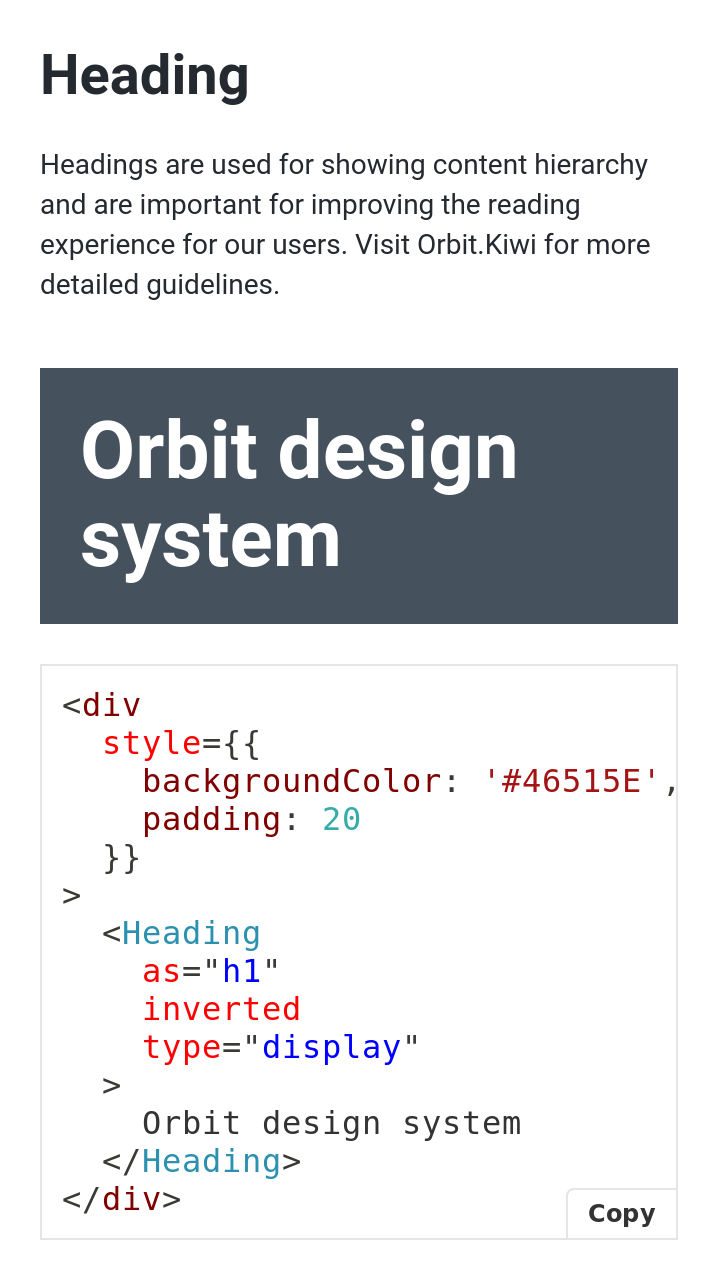 Heading
Headings are used for showing content hierarchy
and are important for improving the reading
experience for our users. Visit Orbit.Kiwi for more
detailed guidelines.
Orbit design
system
<div
  style={{
    backgroundColor: '#46515E',
    padding: 20
  }}
>
  <Heading
    as="h1"
    inverted
    type="display"
  >
    Orbit design system
  </Heading>
</div>
Copy